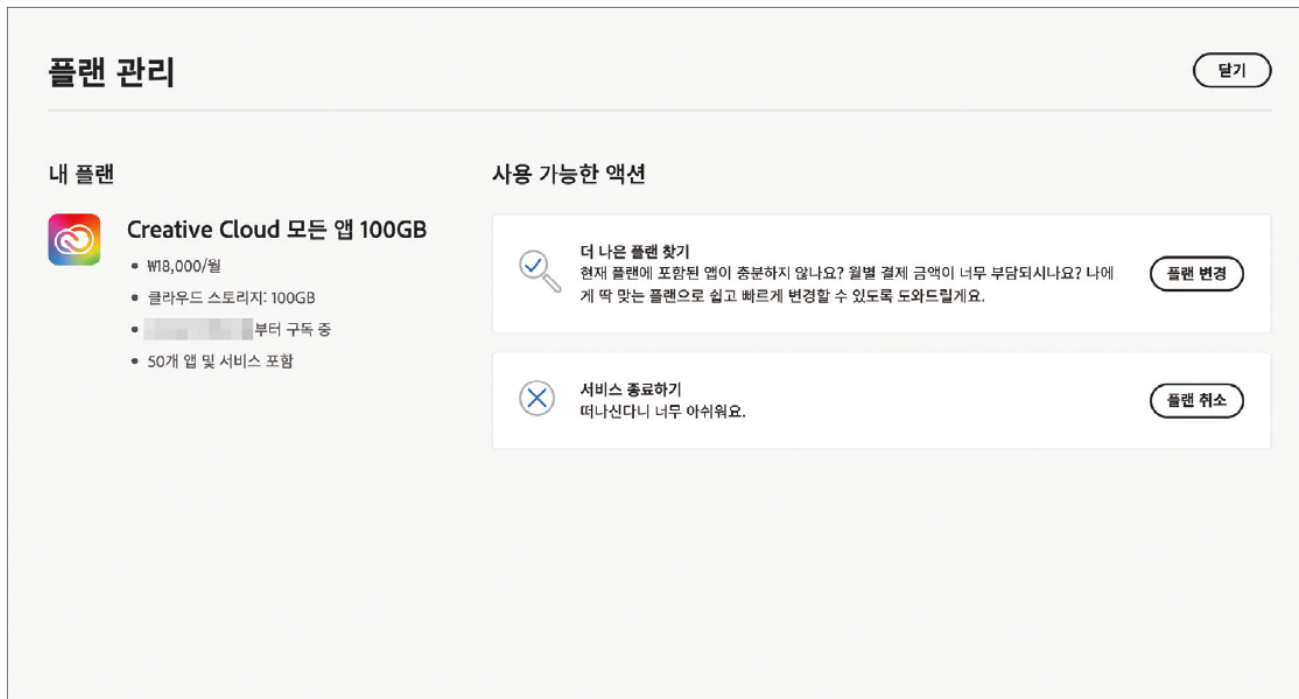 플랜 관리
닫기
내 플랜
Creative Cloud 모든 앱 100GB
• ₩18,000/월
• 클라우드 스토리지: 100GB
• 부터 구독 중
• 50개 앱 및 서비스 포함
사용 가능한 액션
더 나은 플랜 찾기
현재 플랜에 포함된 앱이 충분하지 않나요? 월별 결제 금액이 너무 부담되시나요? 나에
게 딱 맞는 플랜으로 쉽고 빠르게 변경할 수 있도록 도와드릴게요.
플랜 변경
서비스 종료하기
떠나신다니 너무 아쉬워요.
플랜 취소